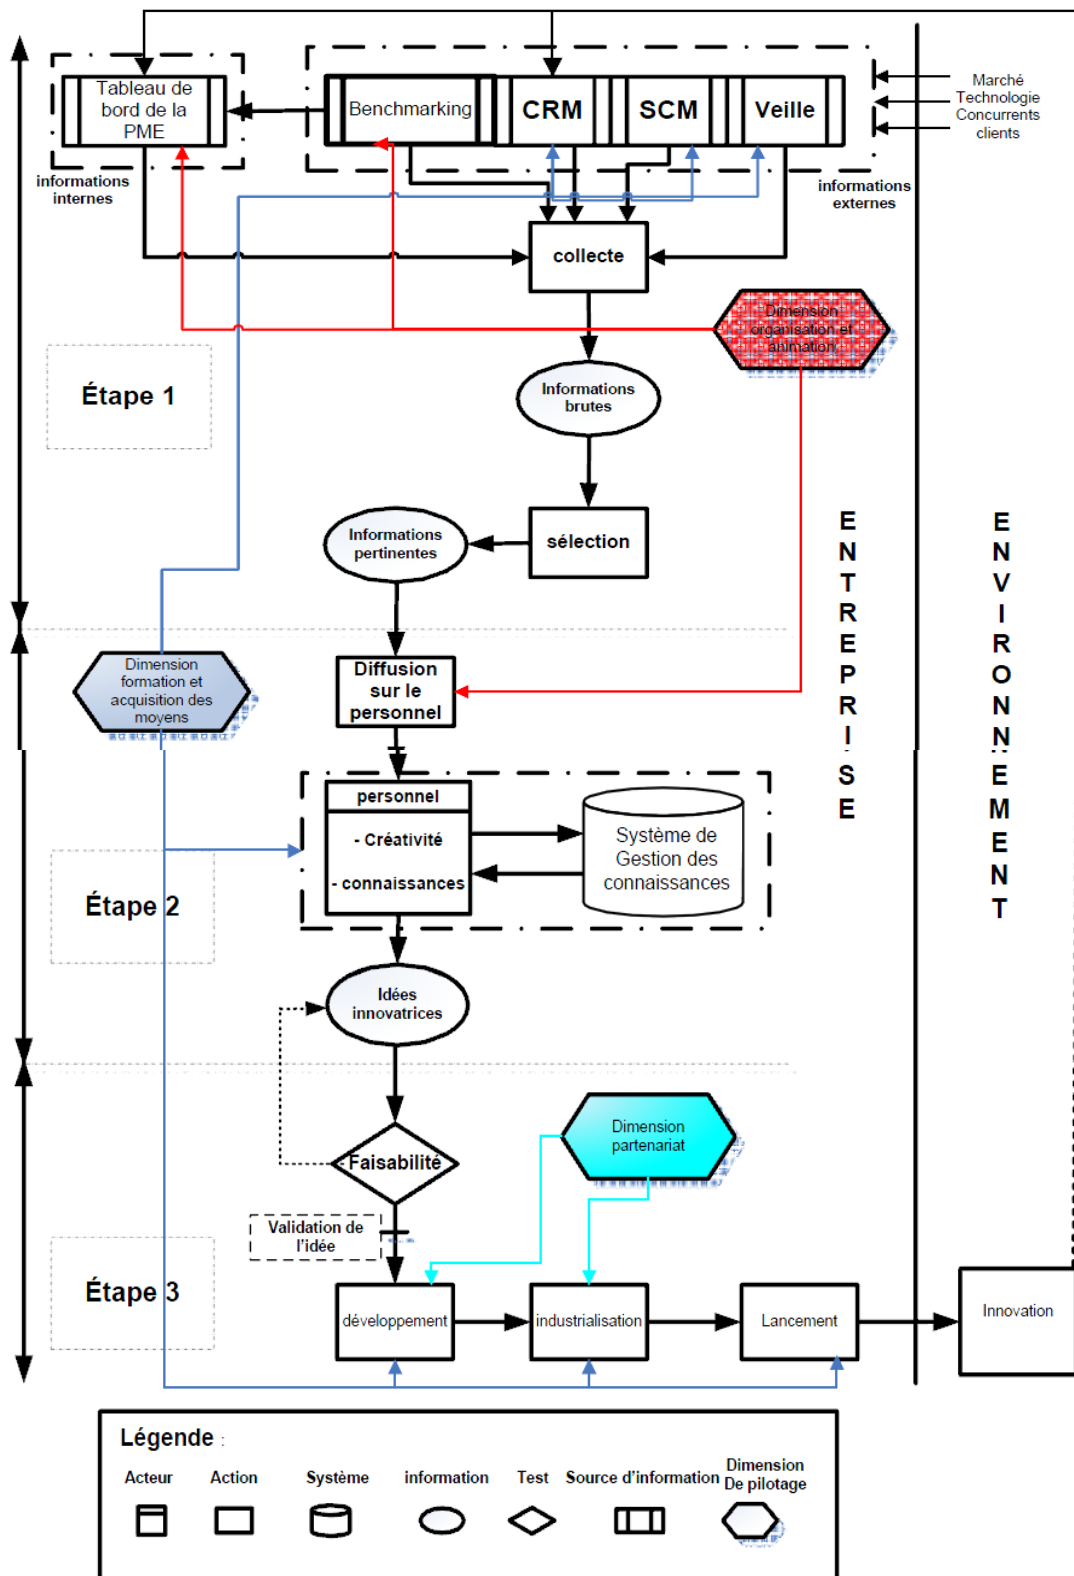 Tableau de
bord de la
PME
Benchmarking
CRM
SCM
Veille
Marché
Technologie
Concurrents
clients
informations
internes
informations
externes
collecte
Dimension
organisation et
animation
Étape 1
Informations
brutes
Informations
pertinentes
sélection
ENTREPRISE
ENVIRONNEMENT
Dimension
formation et
acquisition des
moyens
Diffusion
sur le
personnel
personnel
- Créativité
- connaissances
Système de
Gestion des
connaissances
Étape 2
Idées
innovatrices
Dimension
partenariat
- Faisabilité
Validation de
l'idée
Étape 3
développement
industrialisation
Lancement
Innovation
Légende :
Acteur
Action
Système
information
Test
Source d'information
Dimension
De pilotage